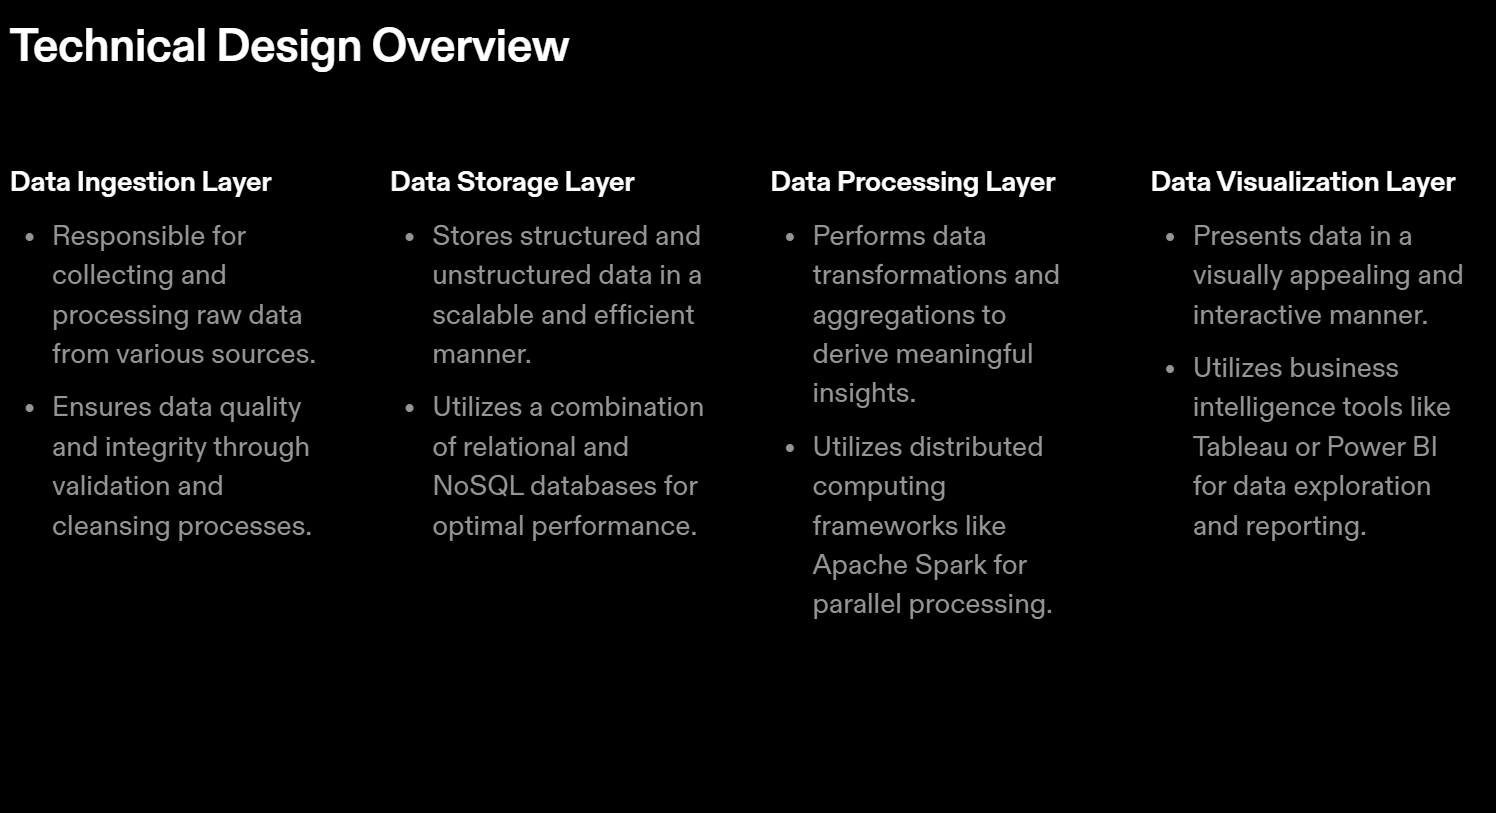 Technical Design Overview
Data Ingestion Layer
• Responsible for
collecting and
processing raw data
from various sources.
• Ensures data quality
and integrity through
validation and
cleansing processes.
Data Storage Layer
• Stores structured and
unstructured data in a
scalable and efficient
manner.
• Utilizes a combination
of relational and
NoSQL databases for
optimal performance.
Data Processing Layer
• Performs data
transformations and
aggregations to
derive meaningful
insights.
• Utilizes distributed
computing
frameworks like
Apache Spark for
parallel processing.
Data Visualization Layer
• Presents data in a
visually appealing and
interactive manner.
• Utilizes business
intelligence tools like
Tableau or Power BI
for data exploration
and reporting.